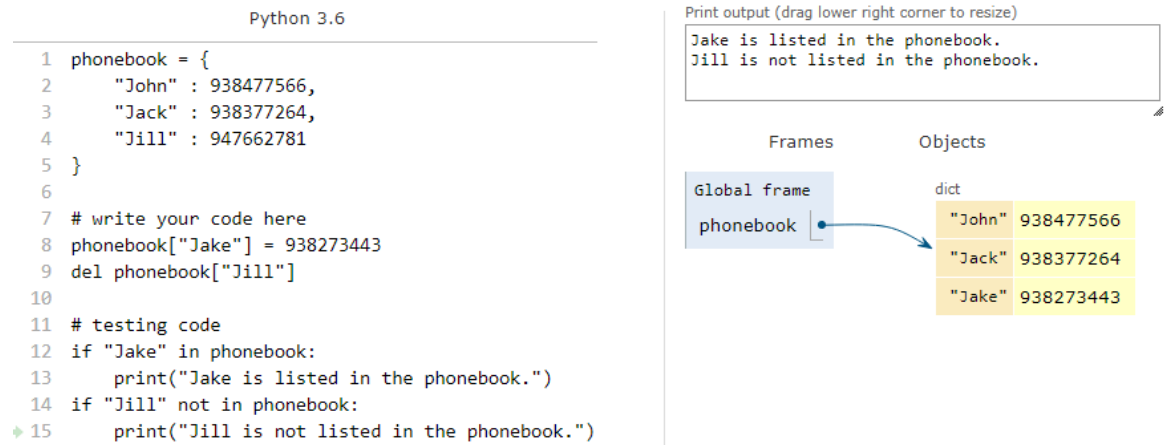 Python 3.6
1 phonebook = {
2     "John" : 938477566,
3     "Jack" : 938377264,
4     "Jill" : 947662781
5 }
6
7 # write your code here
8 phonebook["Jake"] = 938273443
9 del phonebook["Jill"]
10
11 # testing code
12 if "Jake" in phonebook:
13     print("Jake is listed in the phonebook.")
14 if "Jill" not in phonebook:
15     print("Jill is not listed in the phonebook.")
Print output (drag lower right corner to resize)
Jake is listed in the phonebook.
Jill is not listed in the phonebook.
Frames
Objects
Global frame
phonebook
dict
"John" 938477566
"Jack" 938377264
"Jake" 938273443